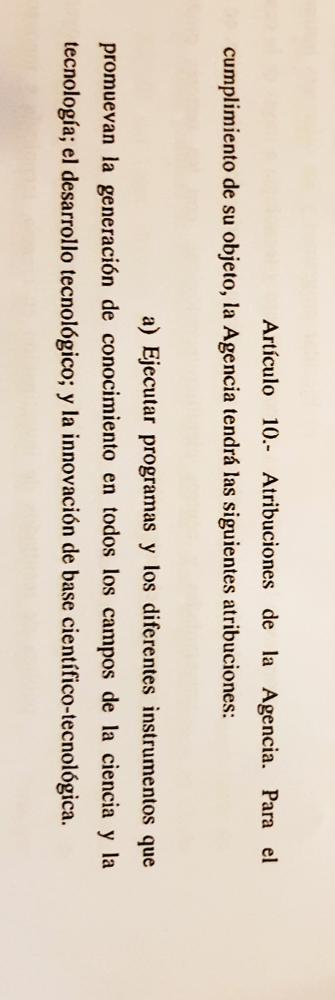 Artículo 10.- Atribuciones de la Agencia. Para el
cumplimiento de su objeto, la Agencia tendrá las siguientes atribuciones:
a) Ejecutar programas y los diferentes instrumentos que
promuevan la generación de conocimiento en todos los campos de la ciencia y la
tecnología; el desarrollo tecnológico; y la innovación de base científico-tecnológica.